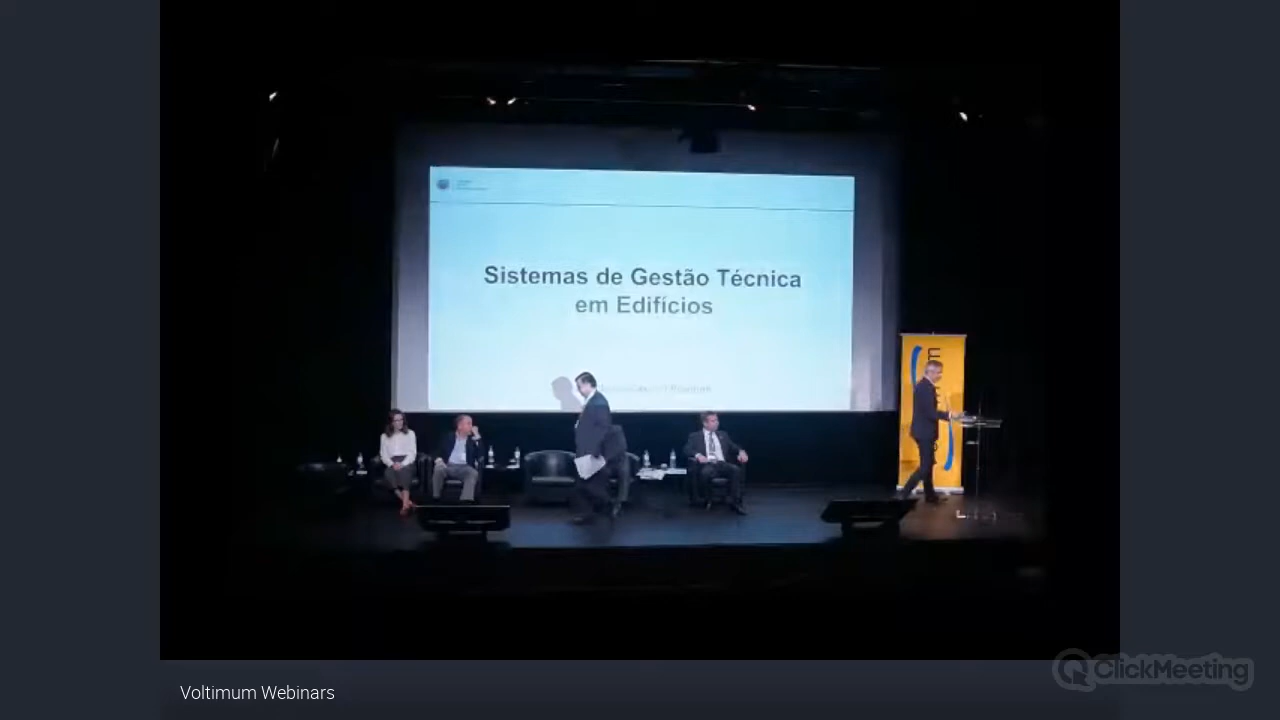 Sistemas de Gestão Técnica
em Edifícios
Voltimum Webinars
ClickMeeting